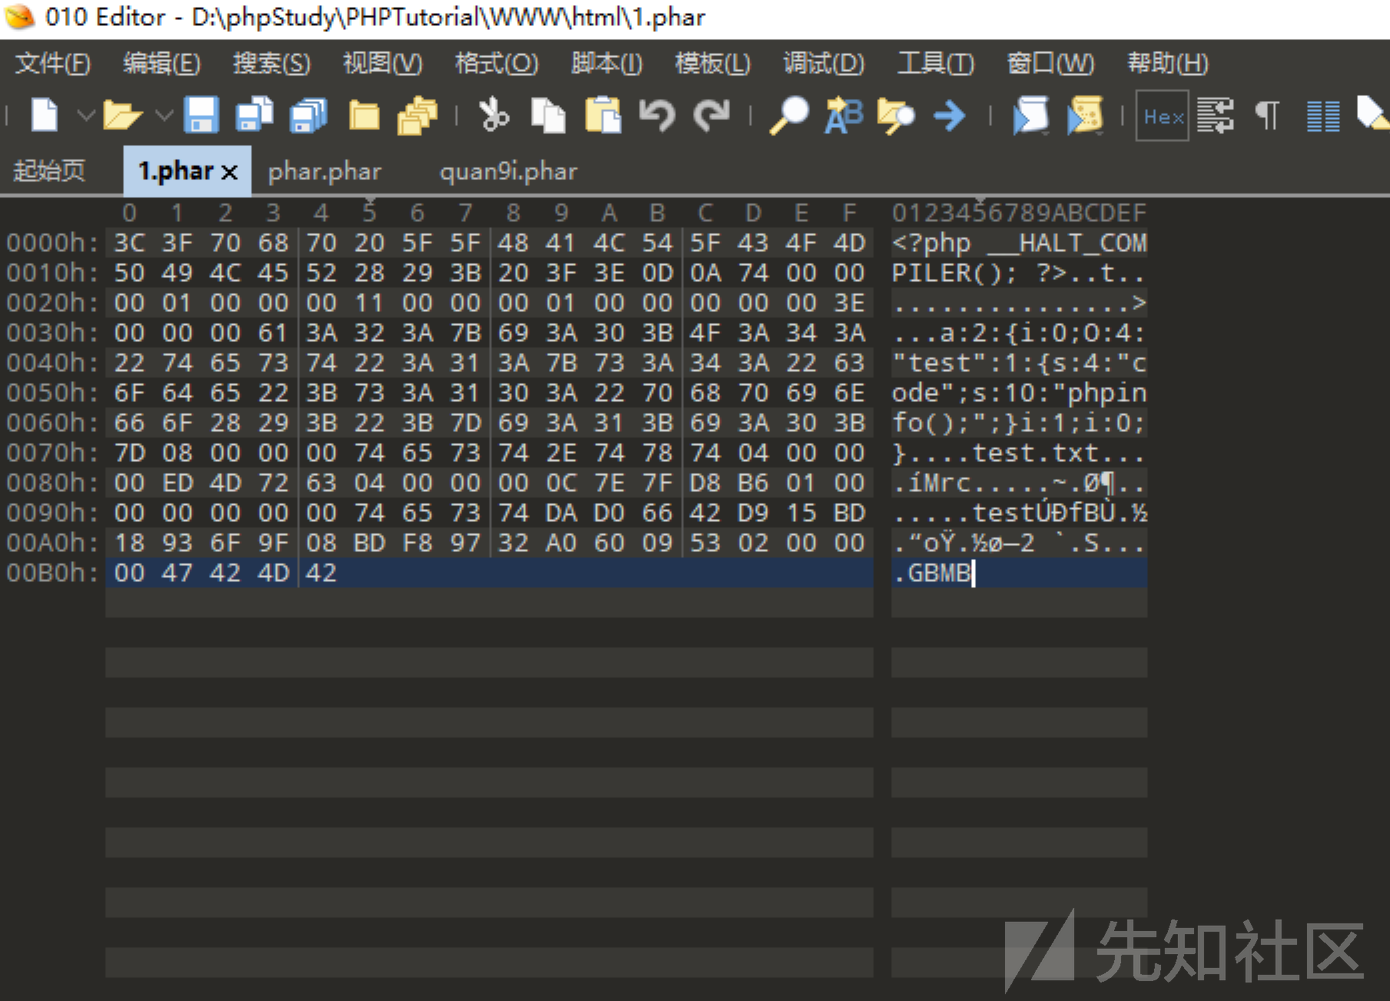 010 Editor - D:\phpStudy\PHPTutorial\WWW\html\1.phar
文件(F) 编辑(E) 搜索(S) 视图(V) 格式(O) 脚本(I) 模板(L) 调试(D) 工具(T) 窗口(W) 帮助(H)
Hex
起始页 1.phar × phar.phar quan9i.phar
0 1 2 3 4 5 6 7 8 9 A B C D E F 0123456789ABCDEF
0000h: 3C 3F 70 68 70 20 5F 5F 48 41 4C 54 5F 43 4F 4D <?php __HALT_COM
0010h: 50 49 4C 45 52 28 29 3B 20 3F 3E 0D 0A 74 00 00 PILER(); ?>..t..
0020h: 00 01 00 00 00 11 00 00 00 01 00 00 00 00 00 3E ...............>
0030h: 00 00 00 61 3A 32 3A 7B 69 3A 30 3B 4F 3A 34 3A ...a:2:{i:0;O:4:
0040h: 22 74 65 73 74 22 3A 31 3A 7B 73 3A 34 3A 22 63 "test":1:{s:4:"c
0050h: 6F 64 65 22 3B 73 3A 31 30 3A 22 70 68 70 69 6E ode";s:10:"phpin
0060h: 66 6F 28 29 3B 22 3B 7D 69 3A 31 3B 69 3A 30 3B fo();";}i:1;i:0;
0070h: 7D 08 00 00 00 74 65 73 74 2E 74 78 74 04 00 00 }....test.txt...
0080h: 00 ED 4D 72 63 04 00 00 00 0C 7E 7F D8 B6 01 00 .íMrc.....~.Ø¶..
0090h: 00 00 00 00 00 74 65 73 74 DA D0 66 42 D9 15 BD .....testÚÐfBÙ.½
00A0h: 18 93 6F 9F 08 BD F8 97 32 A0 60 09 53 02 00 00 .“oŸ.½ø—2 `.S...
00B0h: 00 47 42 4D 42 .GBMB
先知社区